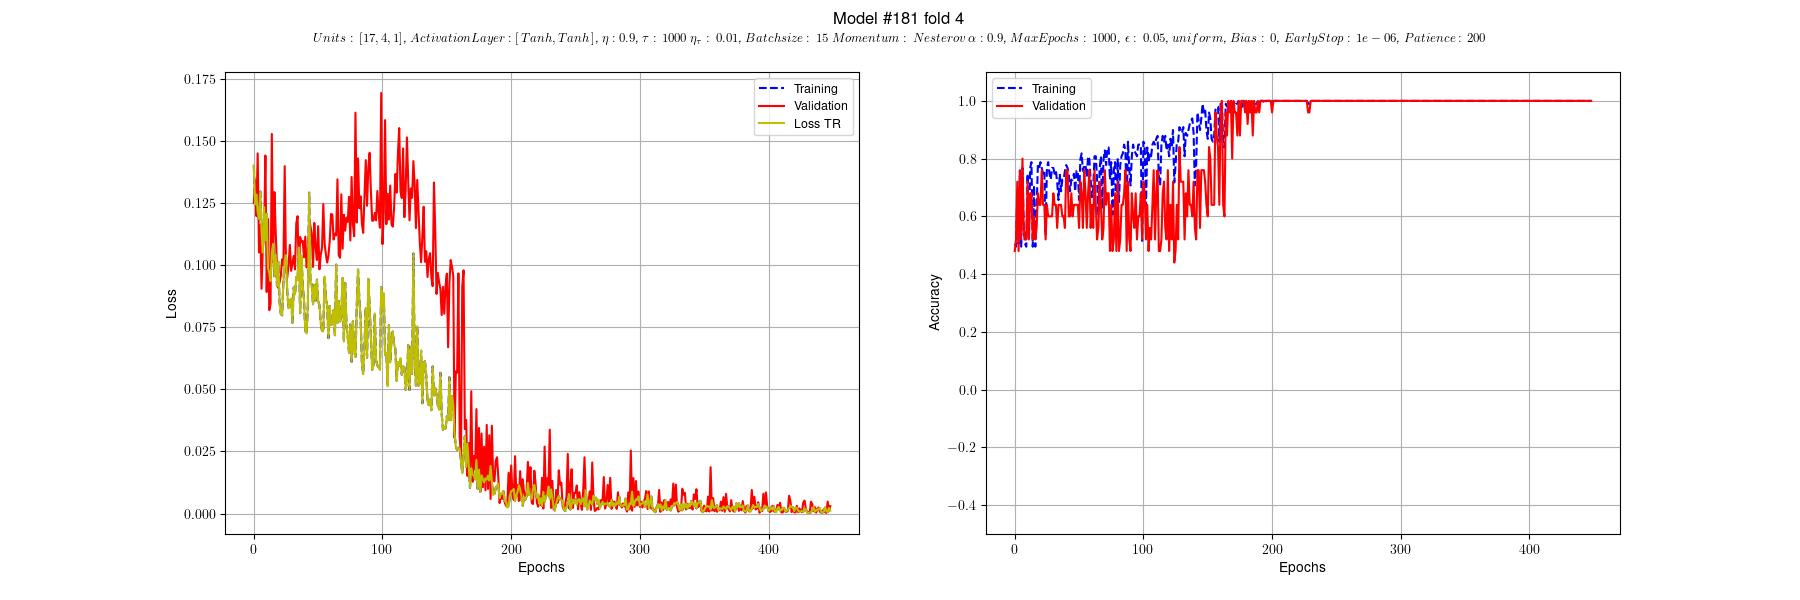 Model #181 fold 4
Units : [17, 4, 1], ActivationLayer : [Tanh, Tanh], η : 0.9, τ : 1000 ητ : 0.01, Batchsize : 15 Momentum : Nesterov α : 0.9, MaxEpochs : 1000, ϵ : 0.05, uniform, Bias : 0, EarlyStop : 1e − 06, Patience : 200
0.175
0.150
0.125
0.100
0.075
0.050
0.025
0.000
Loss
Training
Validation
Loss TR
0 100 200 300 400
Epochs
1.0
0.8
0.6
0.4
0.2
0.0
−0.2
−0.4
Accuracy
Training
Validation
0 100 200 300 400
Epochs